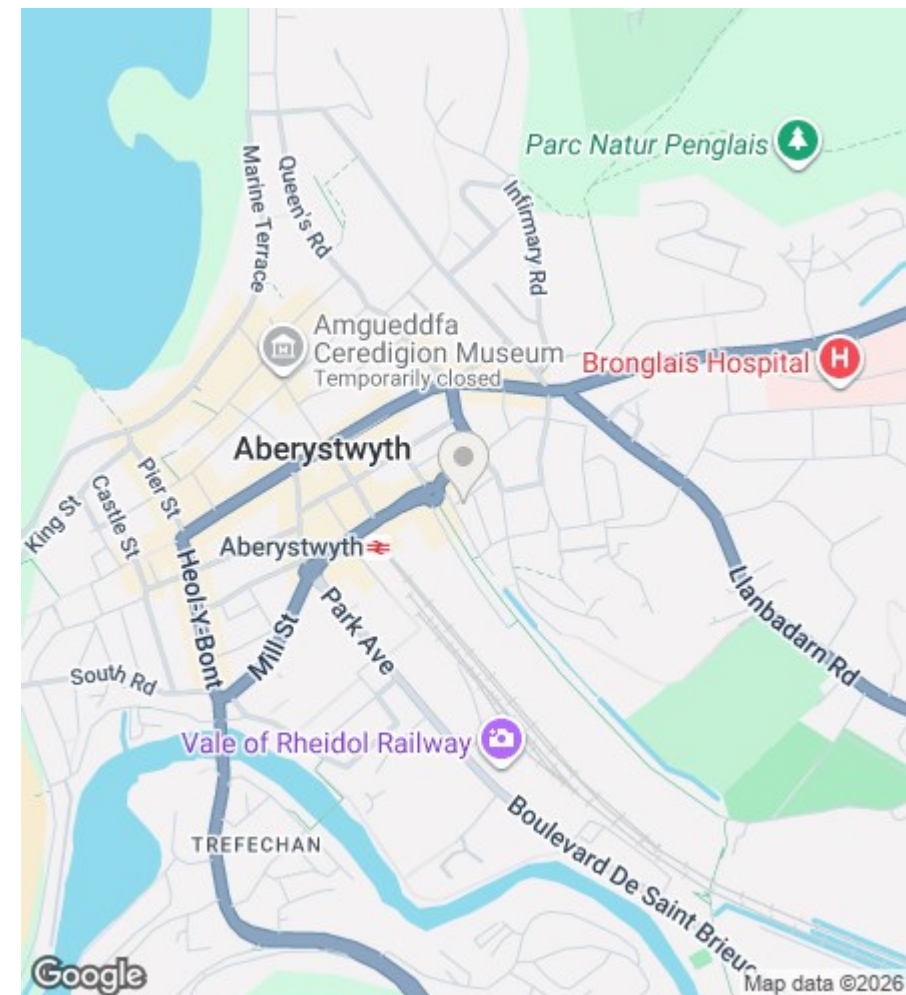 Parc Natur Penglais
Marine Terrace
Queen's Rd
Infirmary Rd
Amgueddfa
Ceredigion Museum
Temporarily closed
Bronglais Hospital
H
Aberystwyth
King St
Castle St
Pier St
Aberystwyth
Heol-Y-Bont
Mill St
Park Ave
Llanbadarn Rd
South Rd
Vale of Rheidol Railway
TREFECHAN
Boulevard De Saint Brieuc
Google
Map data ©2026